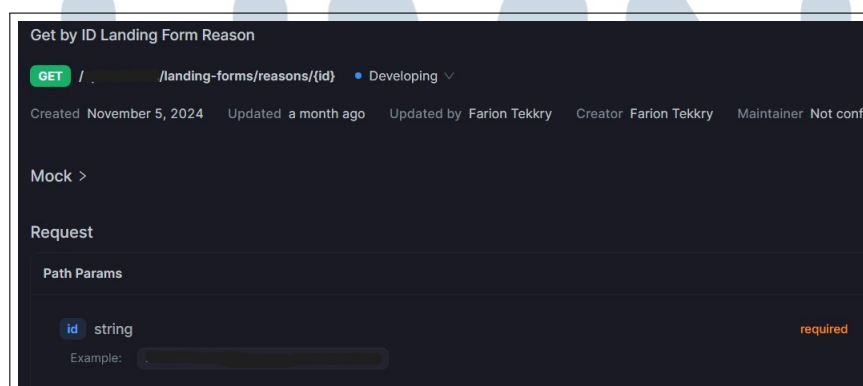 Get by ID Landing Form Reason
GET / /landing-forms/reasons/{id} Developing
Created November 5, 2024 Updated a month ago Updated by Farion Tekkry Creator Farion Tekkry Maintainer Not conf
Mock >
Request
Path Params
id string required
Example: